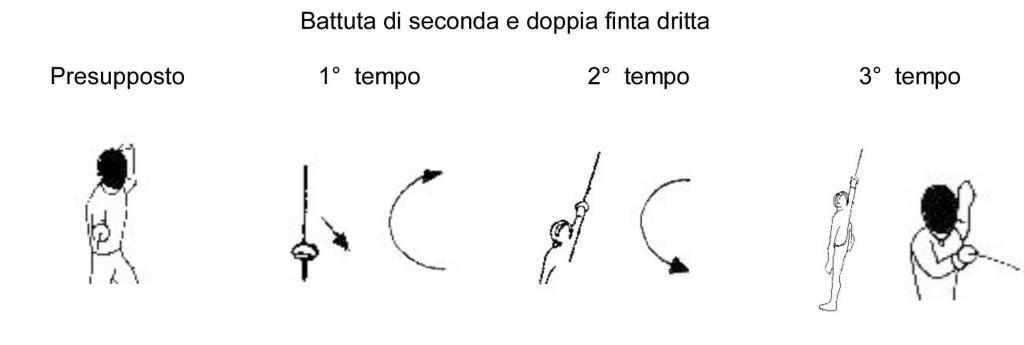 Battuta di seconda e doppia finta dritta
Presupposto 1° tempo 2° tempo 3° tempo